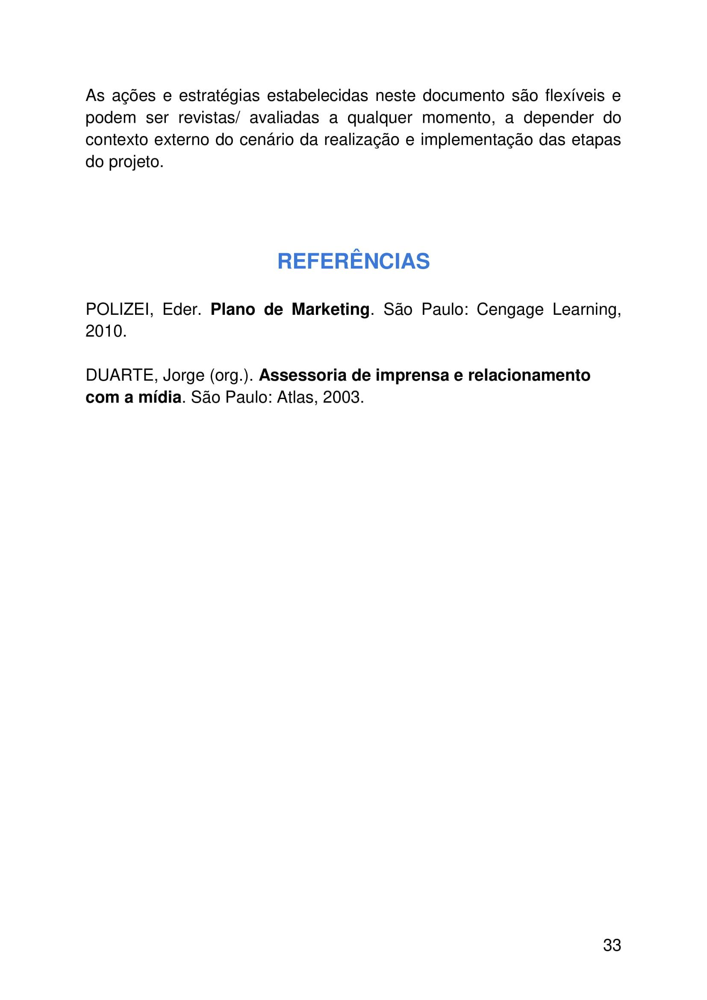 As ações e estratégias estabelecidas neste documento são flexíveis e
podem ser revistas/ avaliadas a qualquer momento, a depender do
contexto externo do cenário da realização e implementação das etapas
do projeto.
REFERÊNCIAS
POLIZEI, Eder. Plano de Marketing. São Paulo: Cengage Learning,
2010.
DUARTE, Jorge (org.). Assessoria de imprensa e relacionamento
com a mídia. São Paulo: Atlas, 2003.
33